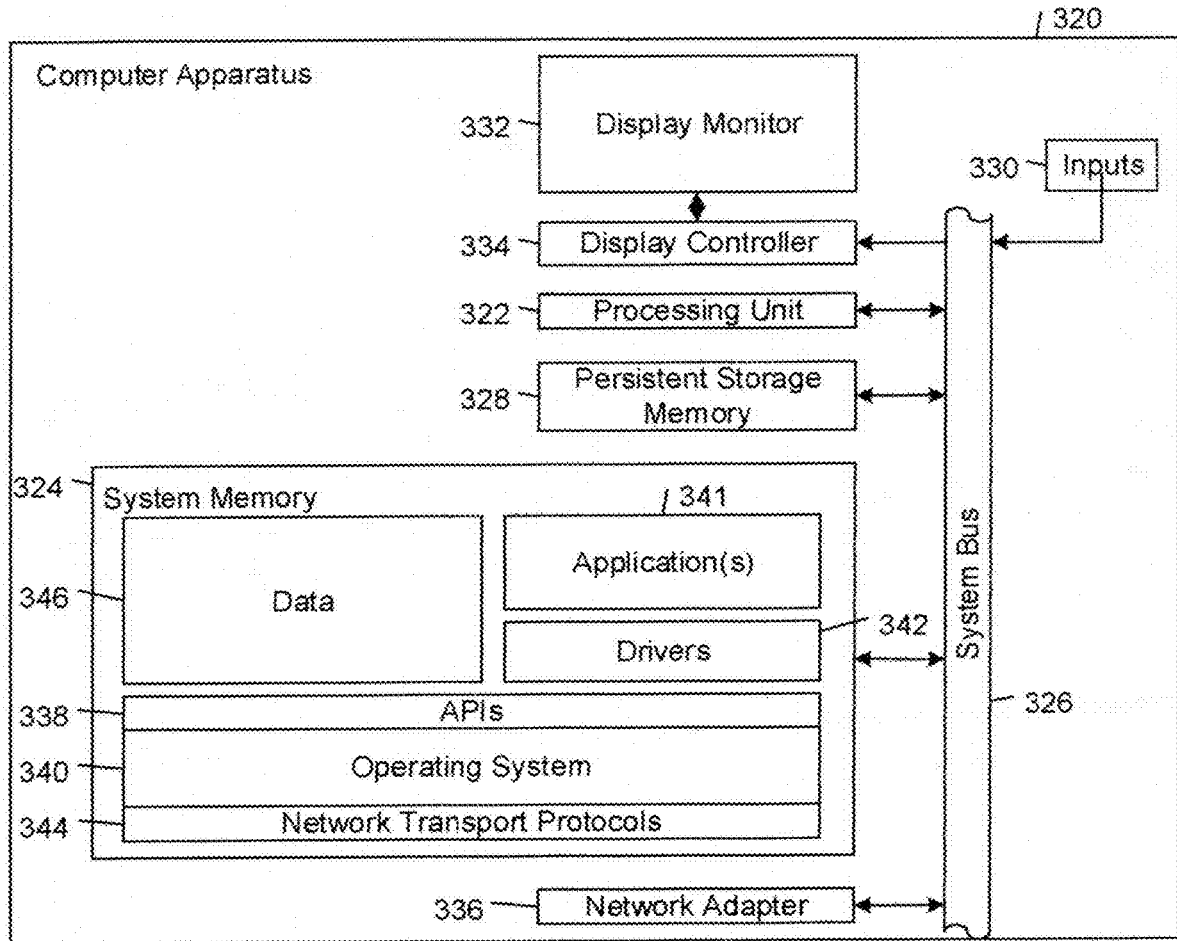 320
Computer Apparatus
332
Display Monitor
330
Inputs
334
Display Controller
322
Processing Unit
328
Persistent Storage
Memory
324
System Memory
341
346
Data
Application(s)
342
Drivers
System Bus
326
338
APIs
340
Operating System
344
Network Transport Protocols
336
Network Adapter